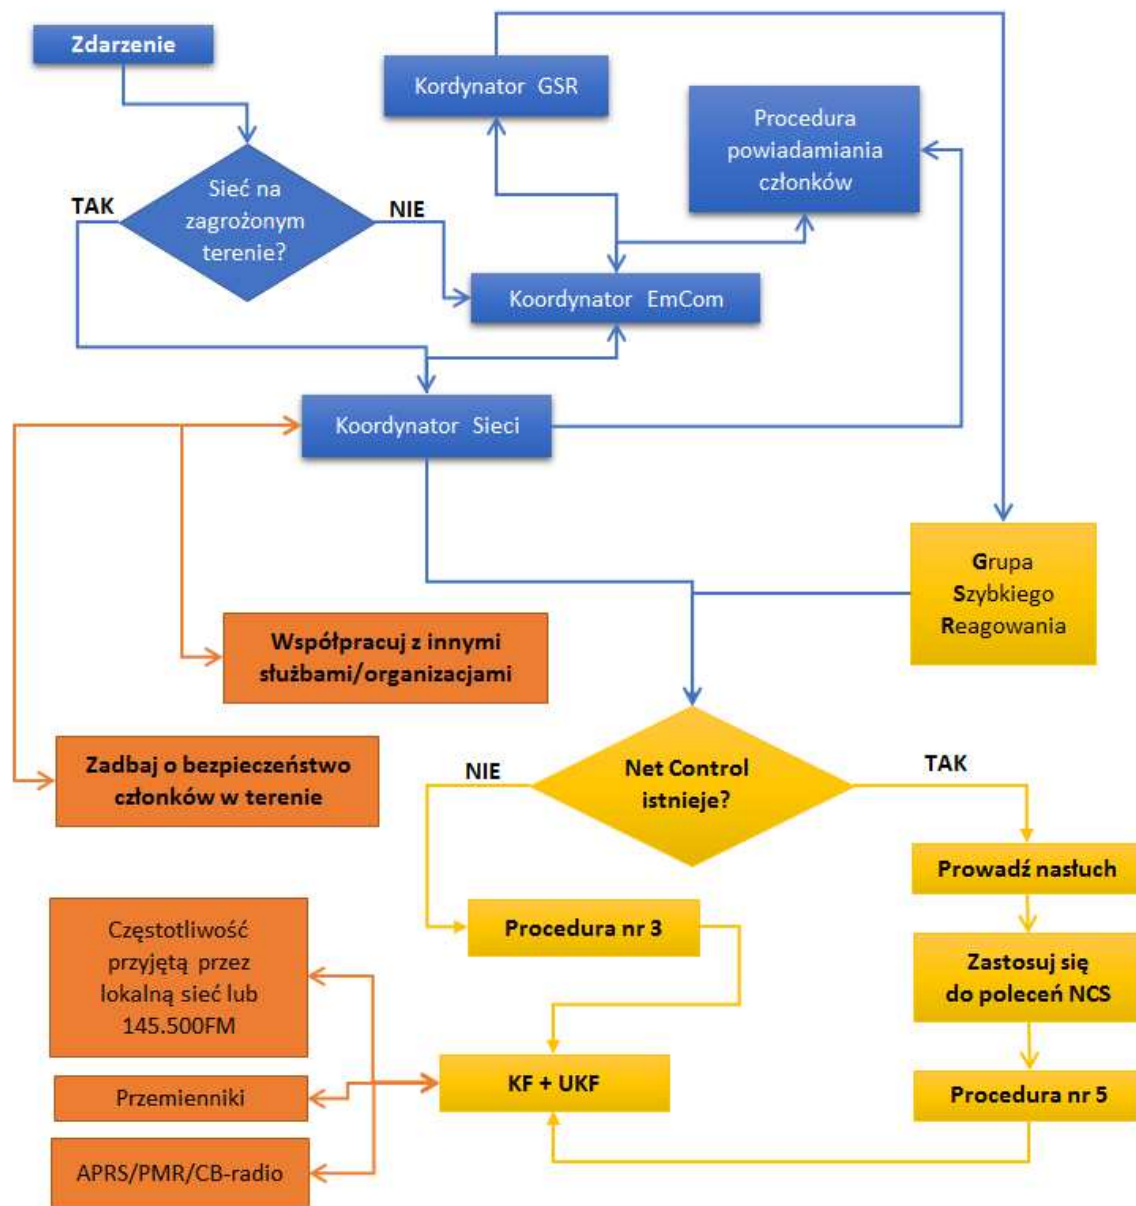 Zdarzenie
Kordynator GSR
Procedura
powiadamiania
członków
Sieć na
zagrożonym
terenie?
TAK
NIE
Koordynator EmCom
Koordynator Sieci
Grupa
Szybkiego
Reagowania
Współpracuj z innymi
służbami/organizacjami
Zadbaj o bezpieczeństwo
członków w terenie
Net Control
istnieje?
NIE
TAK
Prowadź nasłuch
Procedura nr 3
Zastosuj się
do poleceń NCS
Częstotliwość
przyjętą przez
lokalną sieć lub
145.500FM
KF + UKF
Procedura nr 5
Przemienniki
APRS/PMR/CB-radio